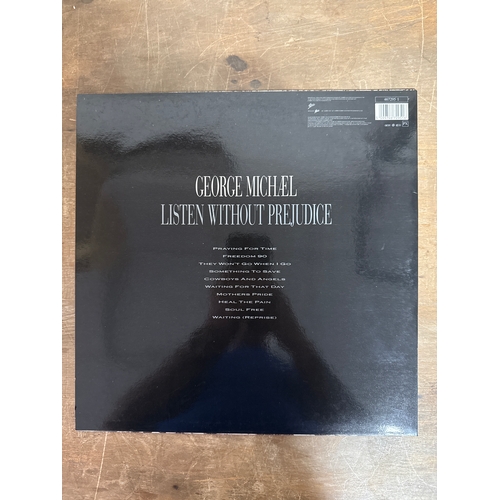 GEORGE MICHÆL
LISTEN WITHOUT PREJUDICE
PRAYING FOR TIME
FREEDOM 90
THEY WON'T GO WHEN I GO
SOMETHING TO SAVE
COWBOYS AND ANGELS
WAITING FOR THAT DAY
MOTHERS PRIDE
HEAL THE PAIN
SOUL FREE
WAITING (REPRISE)